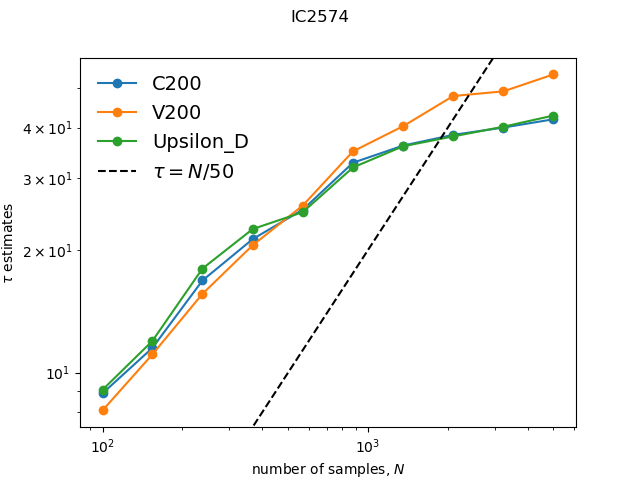 IC2574
C200
V200
Upsilon_D
τ = N/50
4 × 10¹
3 × 10¹
2 × 10¹
10¹
τ estimates
10² 10³
number of samples, N